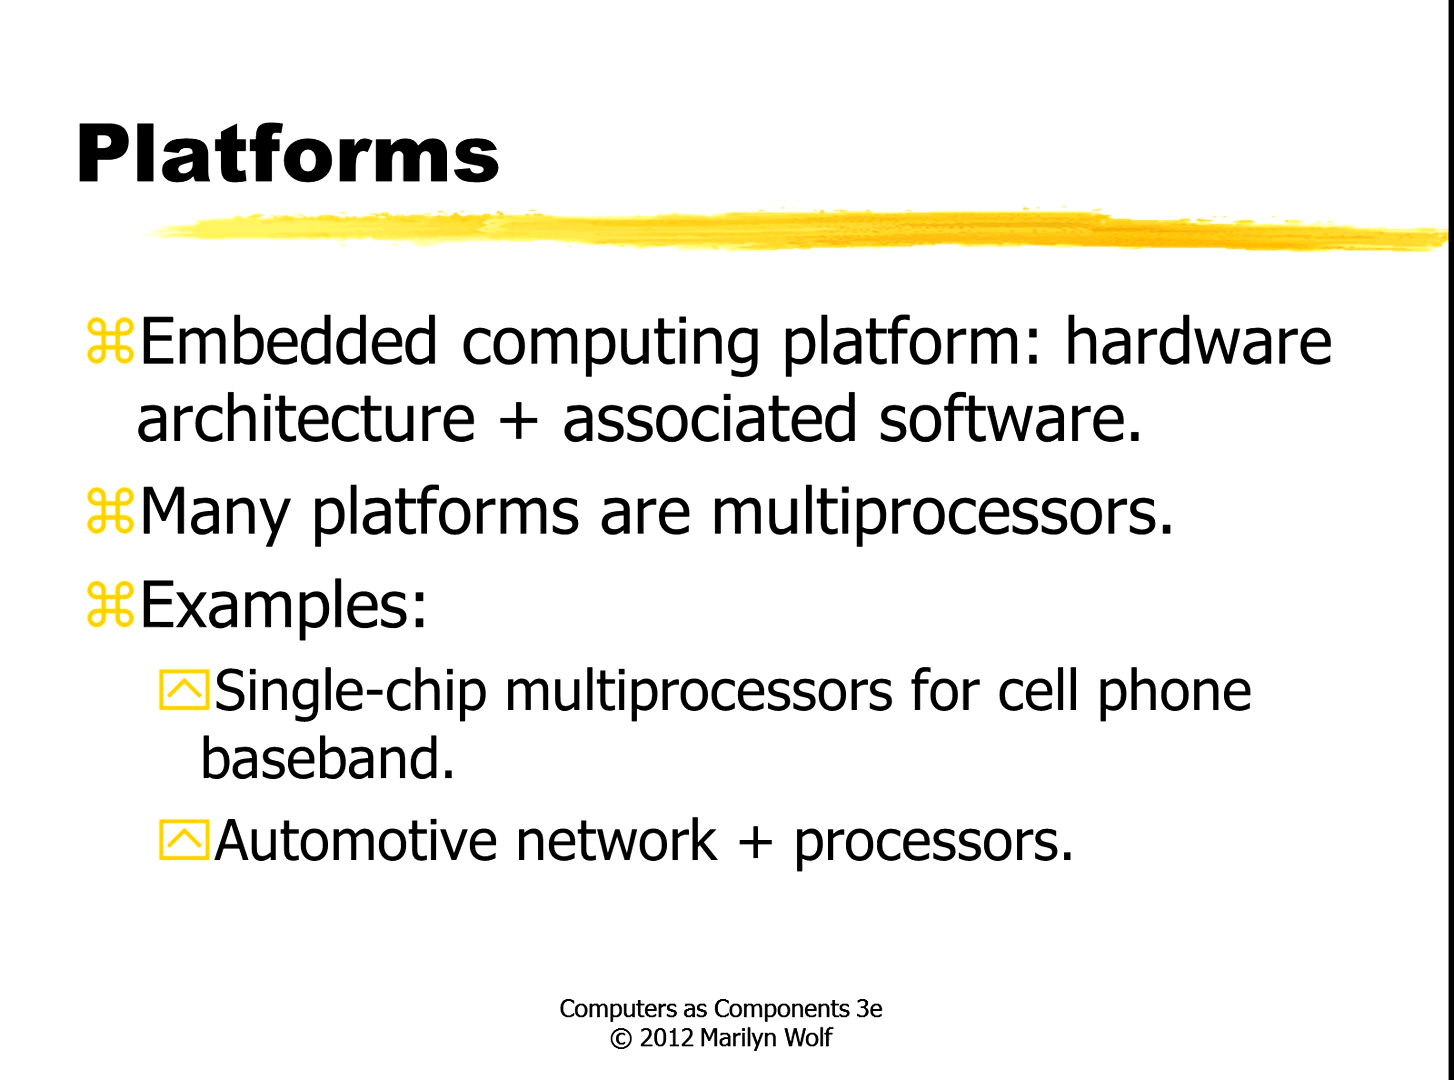 Platforms
⌘Embedded computing platform: hardware
architecture + associated software.
⌘Many platforms are multiprocessors.
⌘Examples:
Single-chip multiprocessors for cell phone
baseband.
Automotive network + processors.
Computers as Components 3e
© 2012 Marilyn Wolf